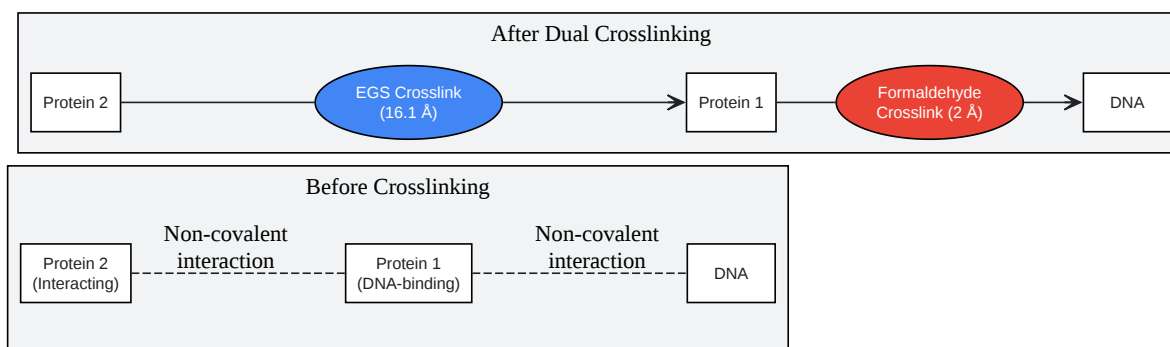 After Dual Crosslinking
Protein 2
EGS Crosslink
(16.1 Å)
Protein 1
Formaldehyde
Crosslink (2 Å)
DNA
Before Crosslinking
Protein 2
(Interacting)
Non-covalent
interaction
Protein 1
(DNA-binding)
Non-covalent
interaction
DNA